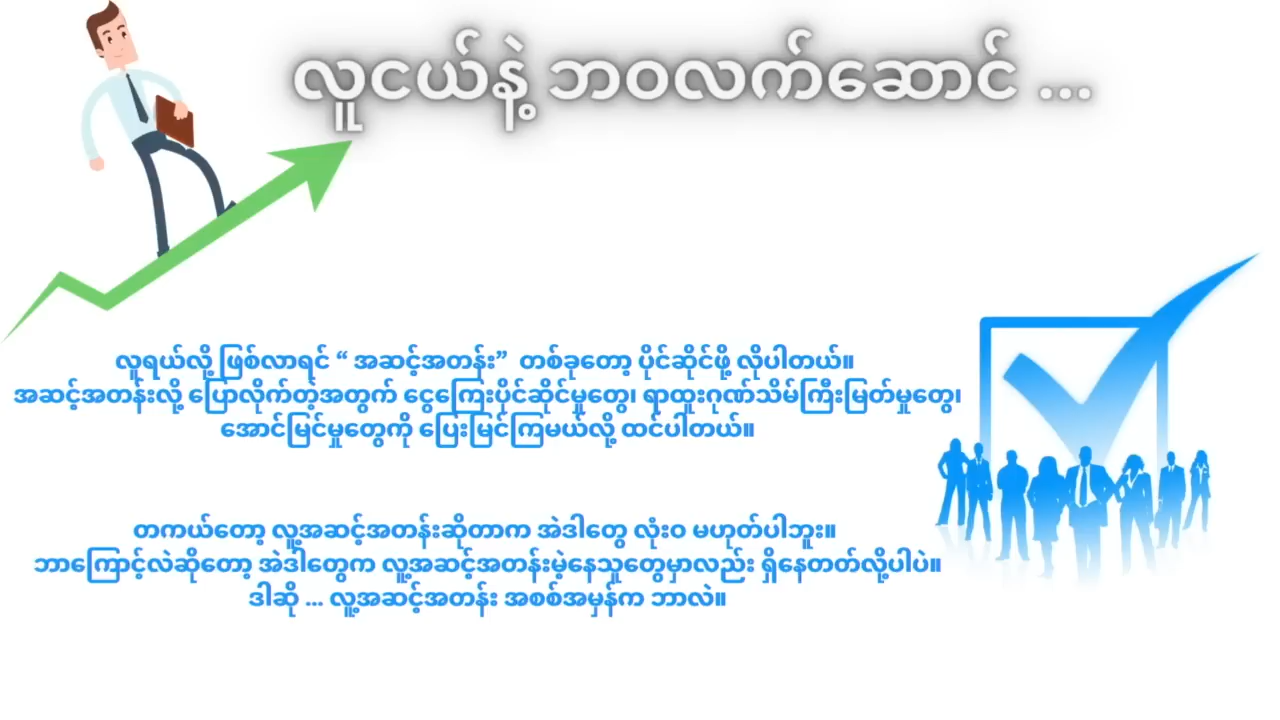 လူငယ်နဲ့ ဘဝလက်ဆောင် ...
လူရယ်လို့ ဖြစ်လာရင် “ အဆင့်အတန်း” တစ်ခုတော့ ပိုင်ဆိုင်ဖို့ လိုပါတယ်။
အဆင့်အတန်းလို့ ပြောလိုက်တဲ့အတွက် ငွေကြေးပိုင်ဆိုင်မှုတွေ၊ ရာထူးဂုဏ်သိမ်ကြီးမြတ်မှုတွေ၊
အောင်မြင်မှုတွေကို ပြေးမြင်ကြမယ်လို့ ထင်ပါတယ်။
တကယ်တော့ လူ့အဆင့်အတန်းဆိုတာက အဲဒါတွေ လုံးဝ မဟုတ်ပါဘူး။
ဘာကြောင့်လဲဆိုတော့ အဲဒါတွေက လူ့အဆင့်အတန်းမဲ့နေသူတွေမှာလည်း ရှိနေတတ်လို့ပါပဲ။
ဒါဆို ... လူ့အဆင့်အတန်း အစစ်အမှန်က ဘာလဲ။